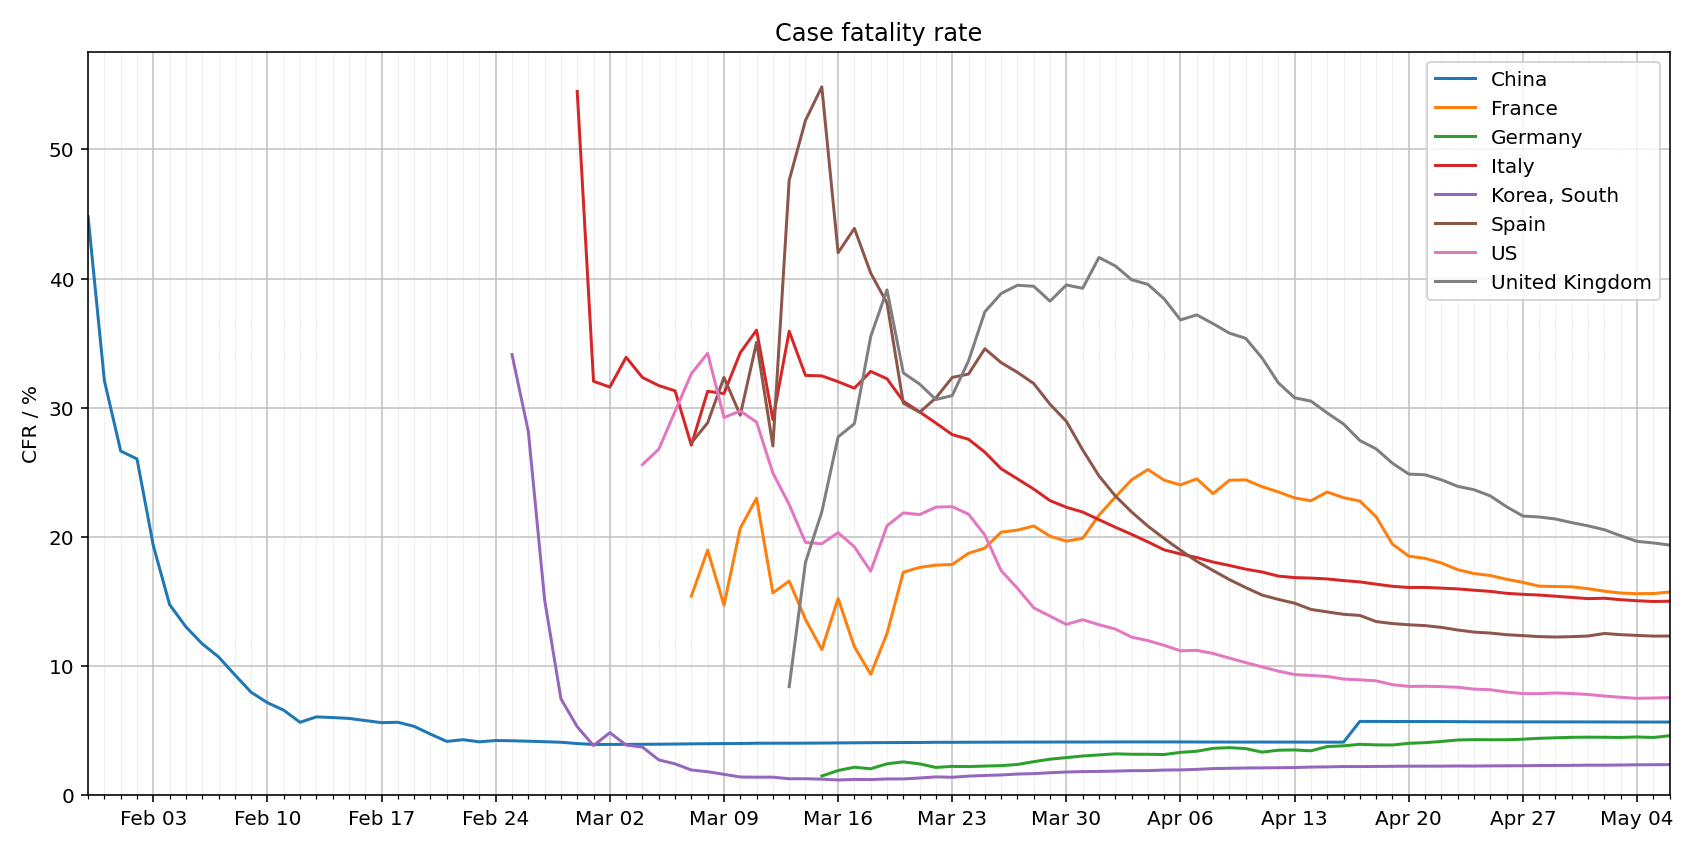 Case fatality rate
CFR / %
50
40
30
20
10
0
Feb 03 Feb 10 Feb 17 Feb 24 Mar 02 Mar 09 Mar 16 Mar 23 Mar 30 Apr 06 Apr 13 Apr 20 Apr 27 May 04
China
France
Germany
Italy
Korea, South
Spain
US
United Kingdom